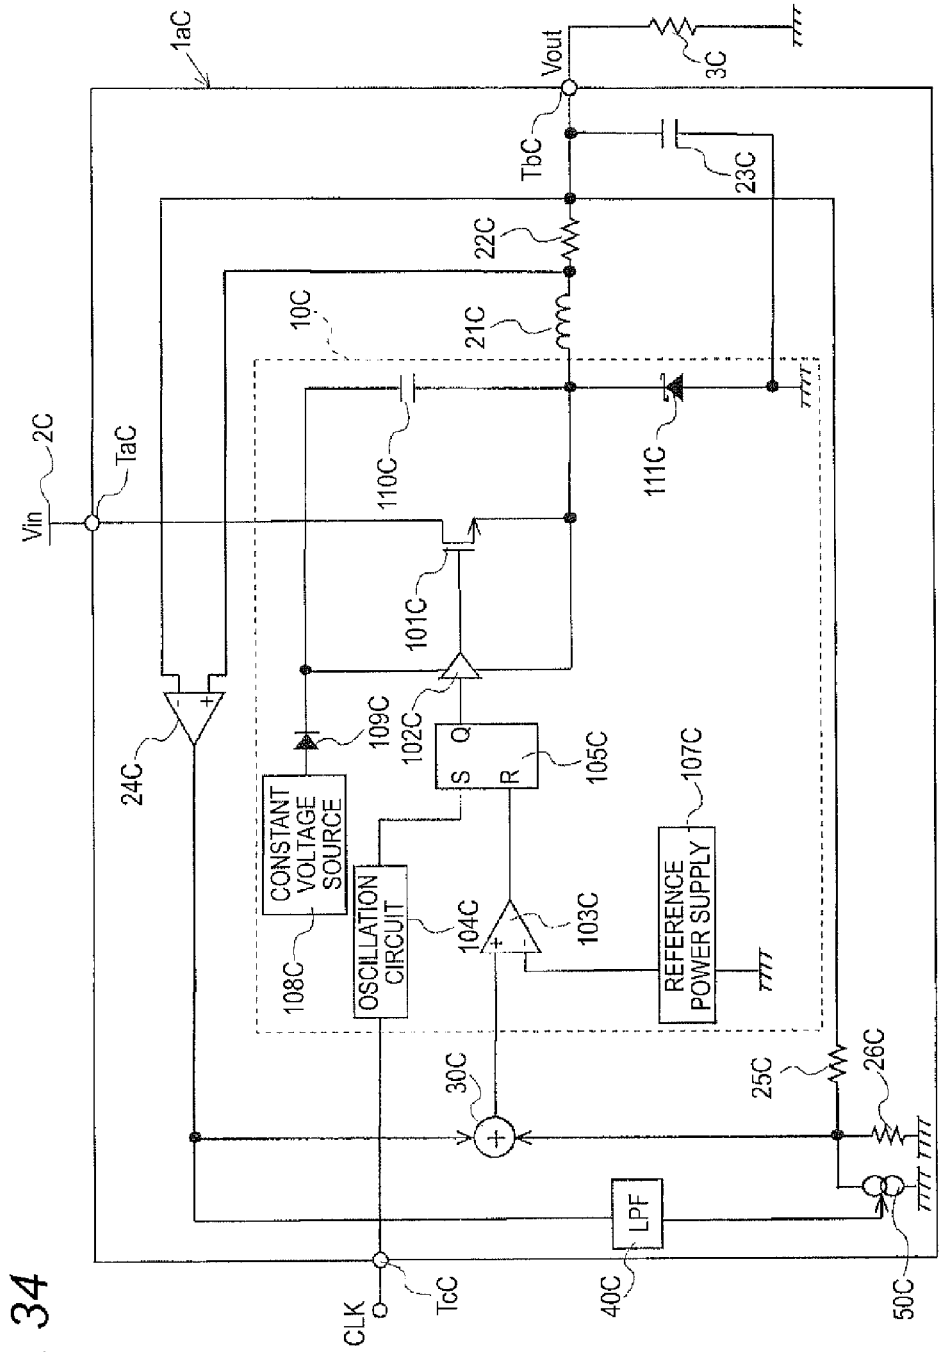 . 34
1aC
Vin
2C
TaC
Vout
TbC
3C
23C
22C
21C
10C
24C
CONSTANT
VOLTAGE
SOURCE
108C
109C
110C
101C
102C
111C
OSCILLATION
CIRCUIT
104C
S
Q
R
105C
+
-
103C
107C
REFERENCE
POWER SUPPLY
-
+
30C
+
25C
26C
LPF
40C
50C
CLK
TcC